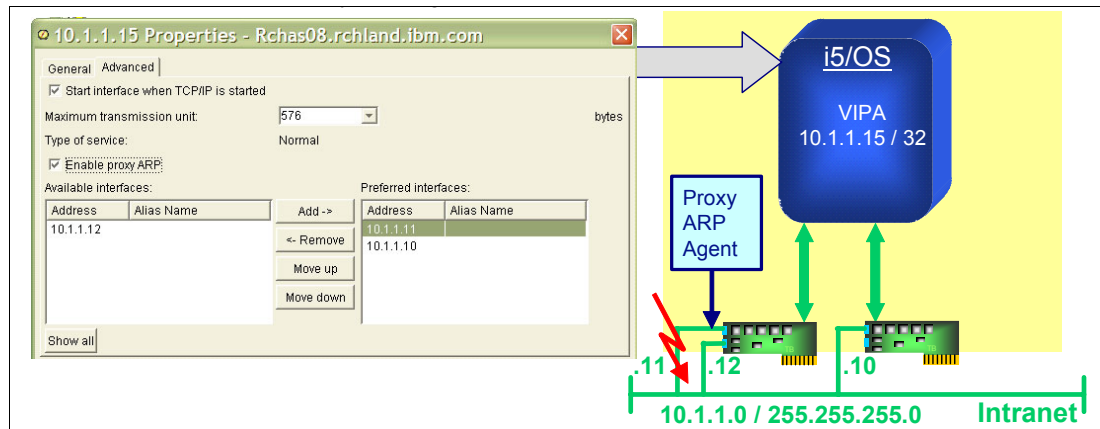 10.1.1.15 Properties - Rchas08.rchland.ibm.com
General Advanced
Start interface when TCP/IP is started
Maximum transmission unit: 576 bytes
Type of service: Normal
Enable proxy ARP
Available interfaces: Preferred interfaces:
Address Alias Name Add -> Address Alias Name
10.1.1.12 10.1.1.11
<- Remove 10.1.1.10
Move up
Move down
Show all
i5/OS
VIPA
10.1.1.15 / 32
Proxy
ARP
Agent
.11 .12 .10
10.1.1.0 / 255.255.255.0 Intranet